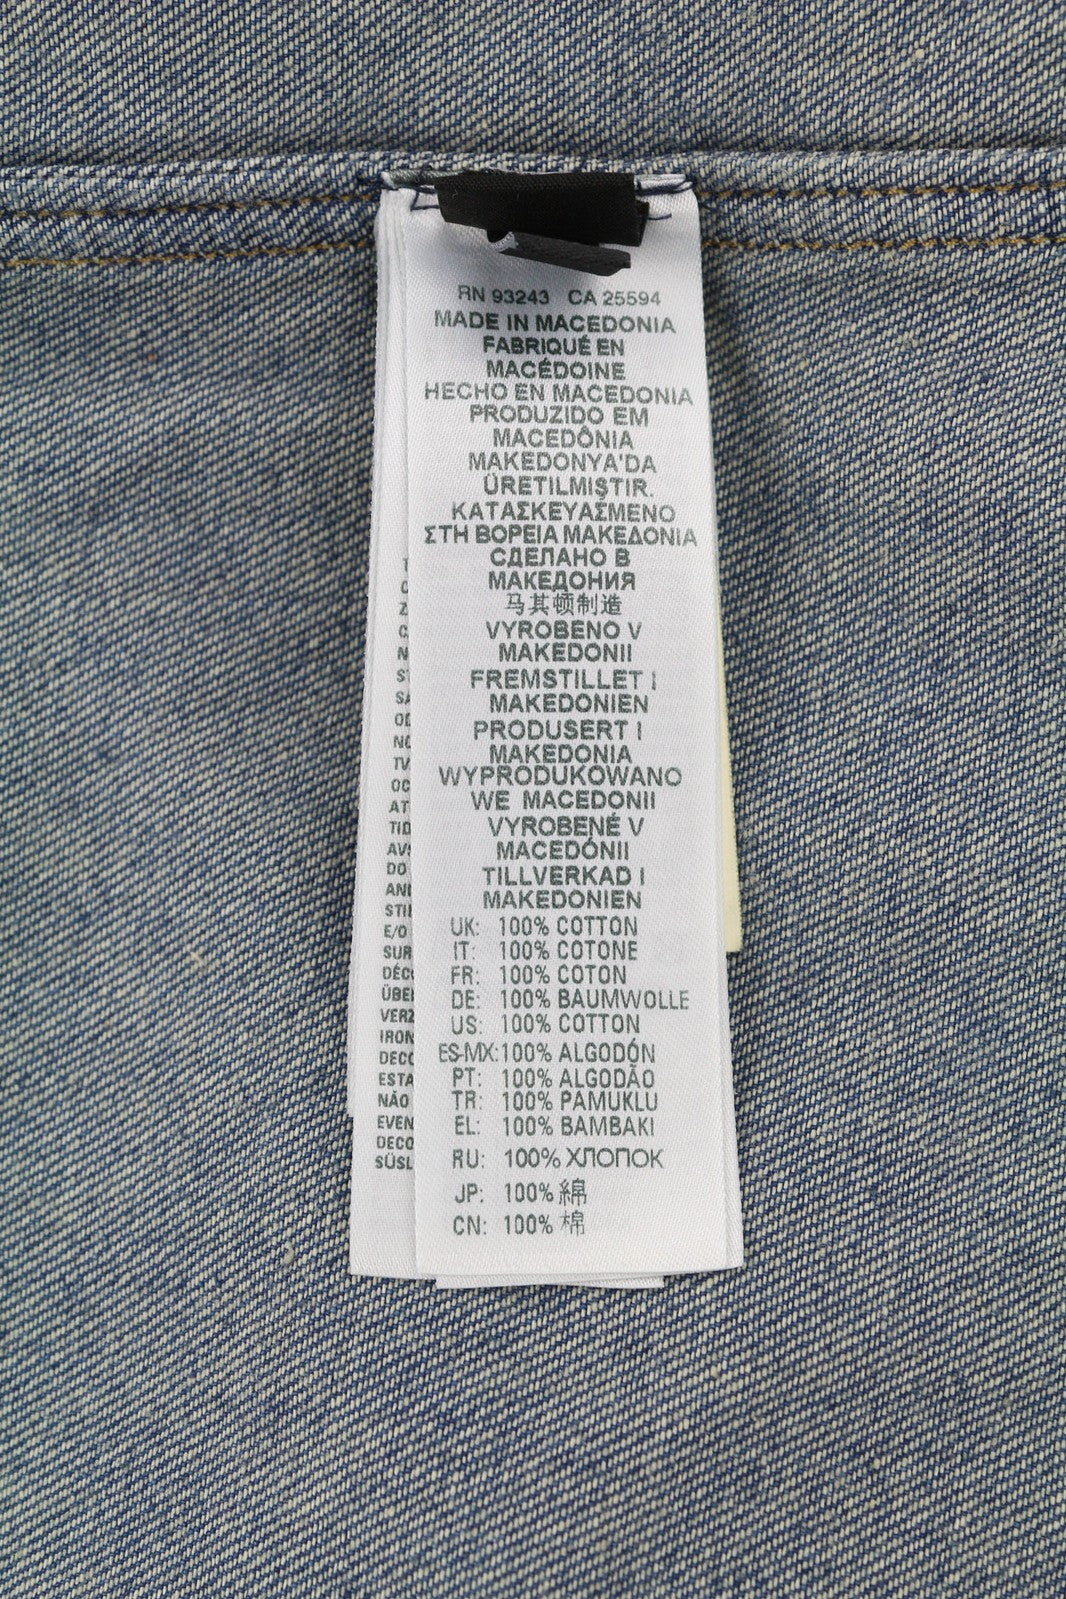 RN 93243 CA 25594
MADE IN MACEDONIA
FABRIQUÉ EN
MACÉDOINE
HECHO EN MACEDONIA
PRODUZIDO EM
MACEDÔNIA
MAKEDONYA'DA
ÜRETILMIŞTIR.
ΚΑΤΑΣΚΕΥΑΣΜΕΝΟ
ΣΤΗ ΒΟΡΕΙΑ ΜΑΚΕΔΟΝΙΑ
СДЕЛАНО В
МАКЕДОНИЯ
马其顿制造
VYROBENO V
MAKEDONII
FREMSTILLET I
MAKEDONIEN
PRODUSERT I
MAKEDONIA
WYPRODUKOWANO
WE MACEDONII
VYROBENÉ V
MACEDÓNII
TILLVERKAD I
MAKEDONIEN
UK: 100% COTTON
IT: 100% COTONE
FR: 100% COTON
DE: 100% BAUMWOLLE
US: 100% COTTON
ES-MX: 100% ALGODÓN
PT: 100% ALGODÃO
TR: 100% PAMUKLU
EL: 100% ΒΑΜΒΑΚΙ
RU: 100% ХЛОПОК
JP: 100% 綿
CN: 100% 棉